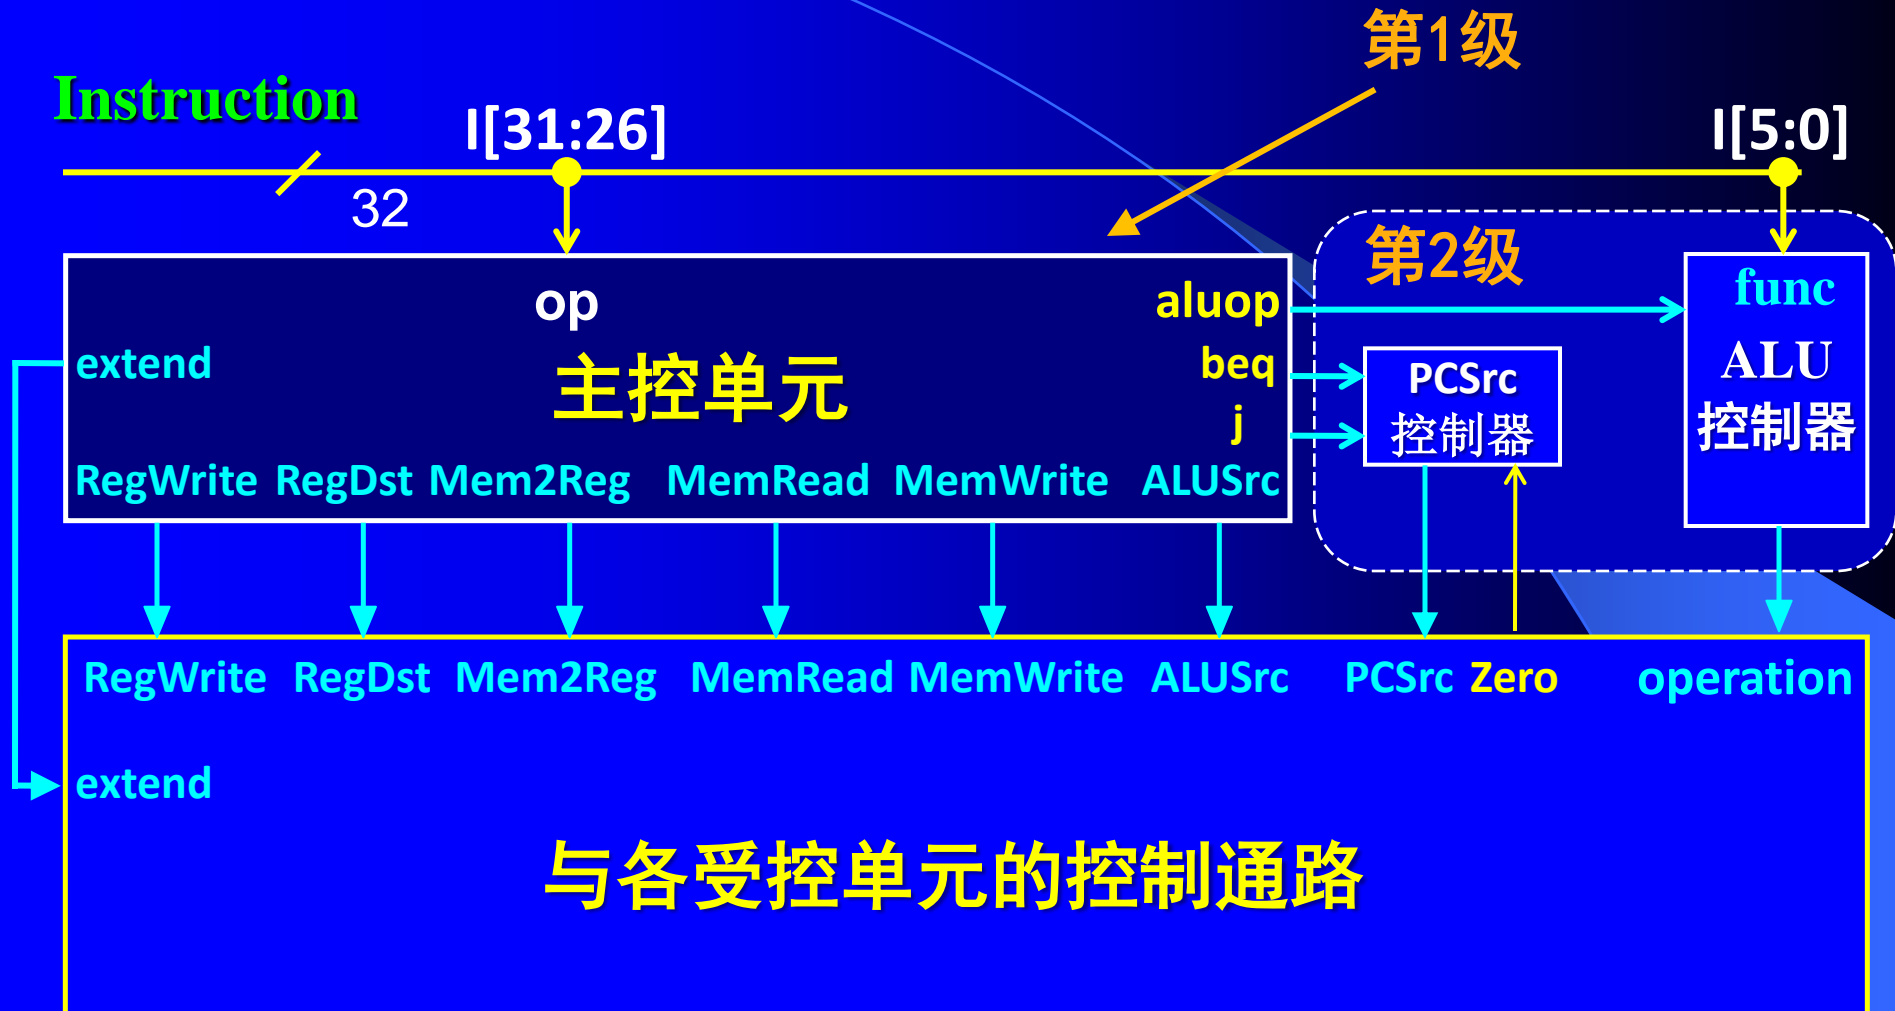 第1级
Instruction
I[31:26]
I[5:0]
32
第2级
op
aluop
func
extend
主控单元
beq
PCSrc
ALU
j
控制器
控制器
RegWrite RegDst Mem2Reg MemRead MemWrite ALUSrc
RegWrite RegDst Mem2Reg MemRead MemWrite ALUSrc PCSrc Zero operation
extend
与各受控单元的控制通路